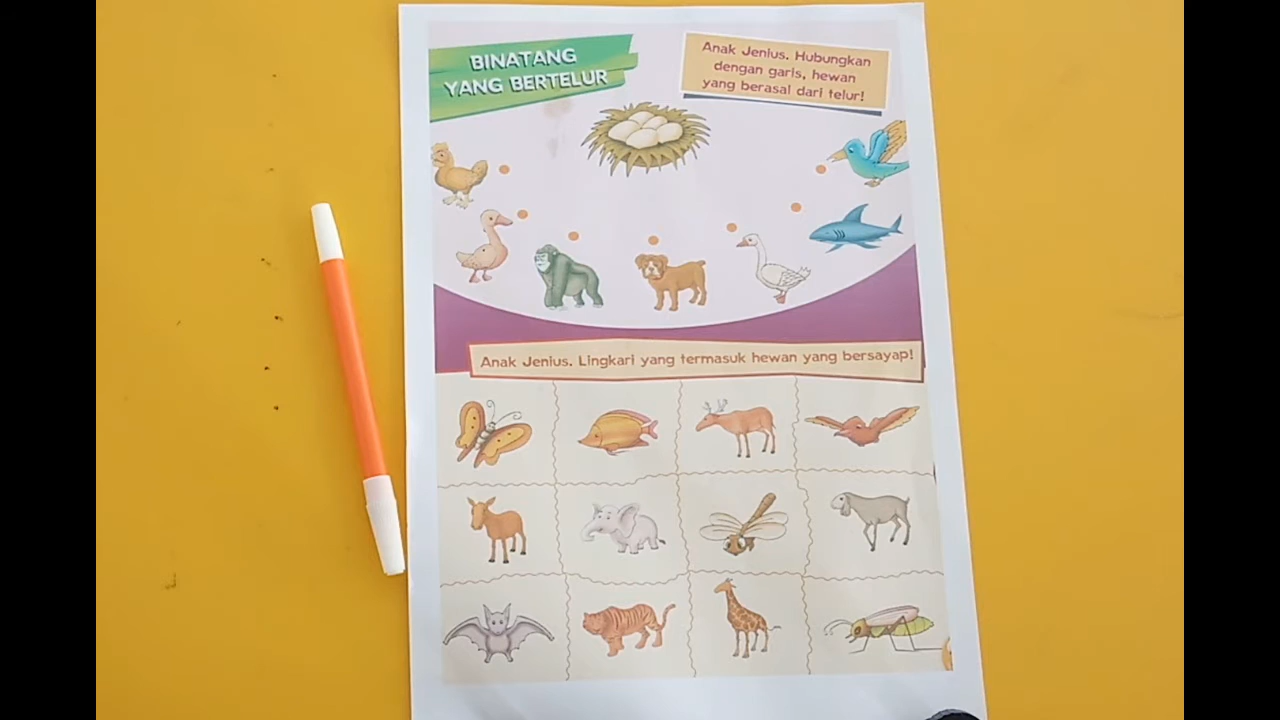 BINATANG
YANG BERTELUR
Anak Jenius. Hubungkan
dengan garis, hewan
yang berasal dari telur!
Anak Jenius. Lingkari yang termasuk hewan yang bersayap!